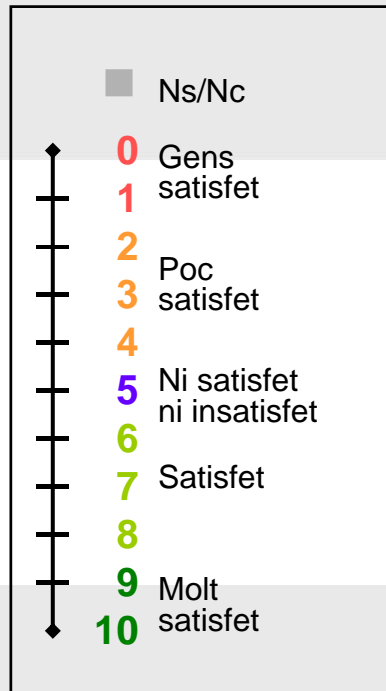 Ns/Nc
0 Gens
1 satisfet
2
Poc
3 satisfet
4
5 Ni satisfet
ni insatisfet
6
7 Satisfet
8
9 Molt
10 satisfet